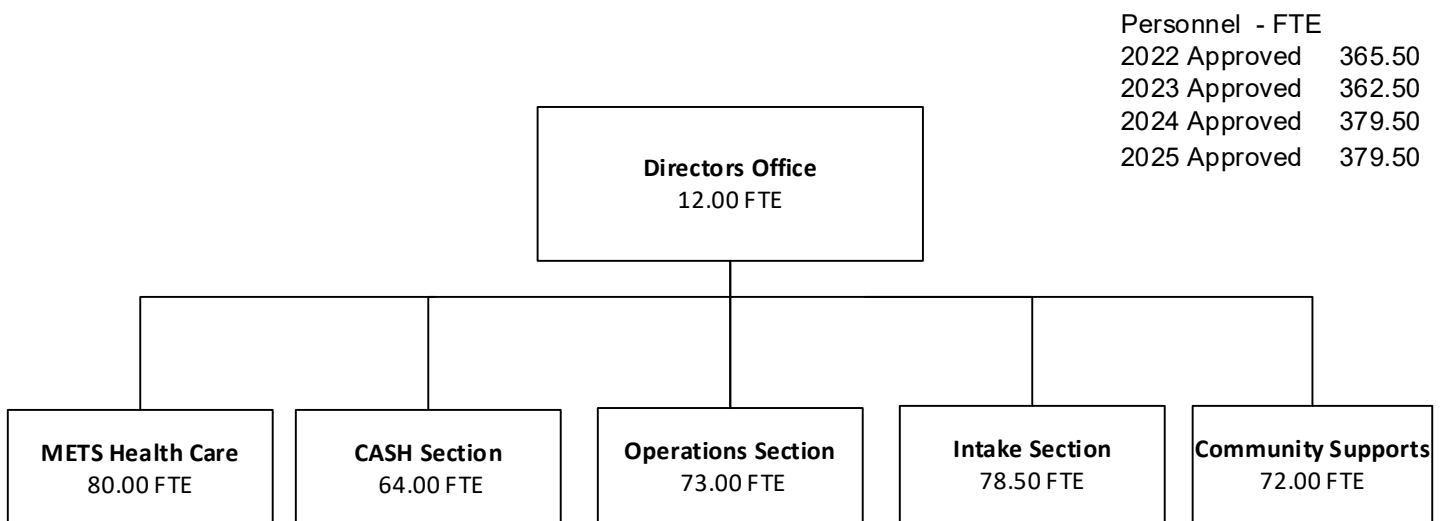 Personnel - FTE
2022 Approved 365.50
2023 Approved 362.50
2024 Approved 379.50
2025 Approved 379.50
Directors Office
12.00 FTE
METS Health Care
80.00 FTE
CASH Section
64.00 FTE
Operations Section
73.00 FTE
Intake Section
78.50 FTE
Community Supports
72.00 FTE